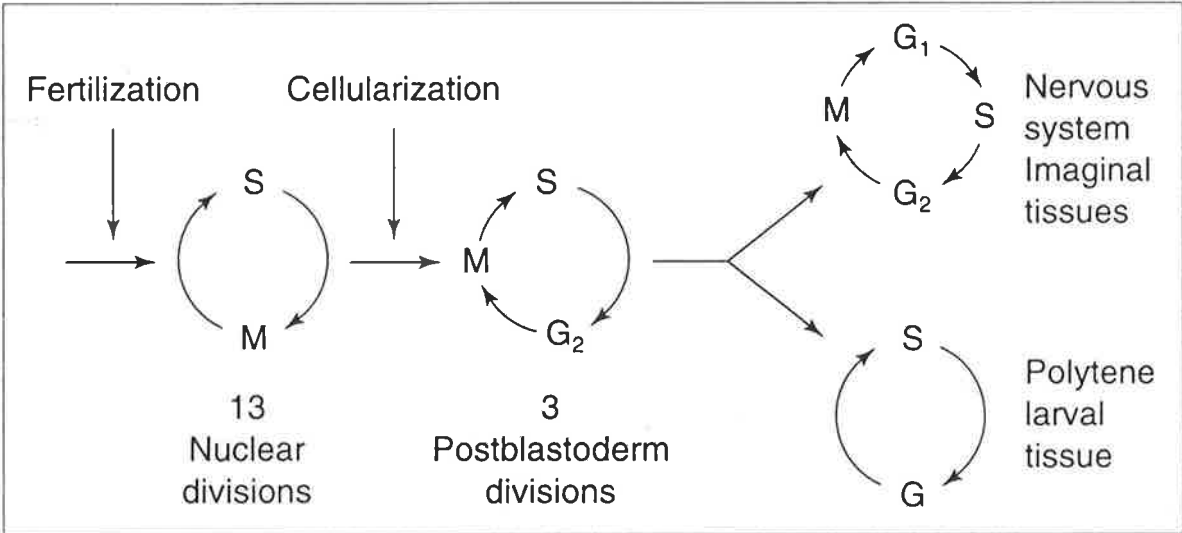 Fertilization
S
M
13
Nuclear
divisions
Cellularization
S
M
G₂
3
Postblastoderm
divisions
G₁
M
S
G₂
Nervous
system
Imaginal
tissues
S
G
Polytene
larval
tissue